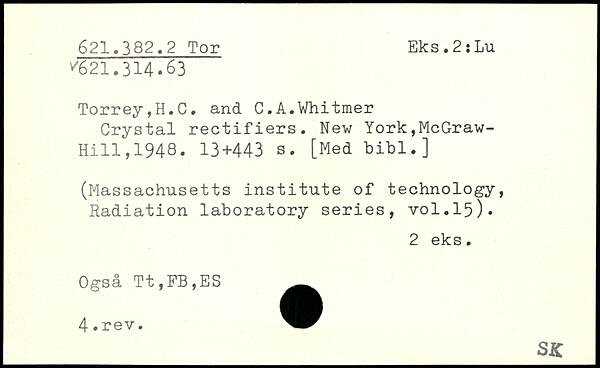 621.382.2 Tor Eks.2:Lu
√621.314.63
Torrey,H.C. and C.A.Whitmer
Crystal rectifiers. New York,McGraw-
Hill,1948. 13+443 s. [Med bibl.]
(Massachusetts institute of technology,
Radiation laboratory series, vol.15).
2 eks.
Også Tt,FB,ES
4.rev.
SK